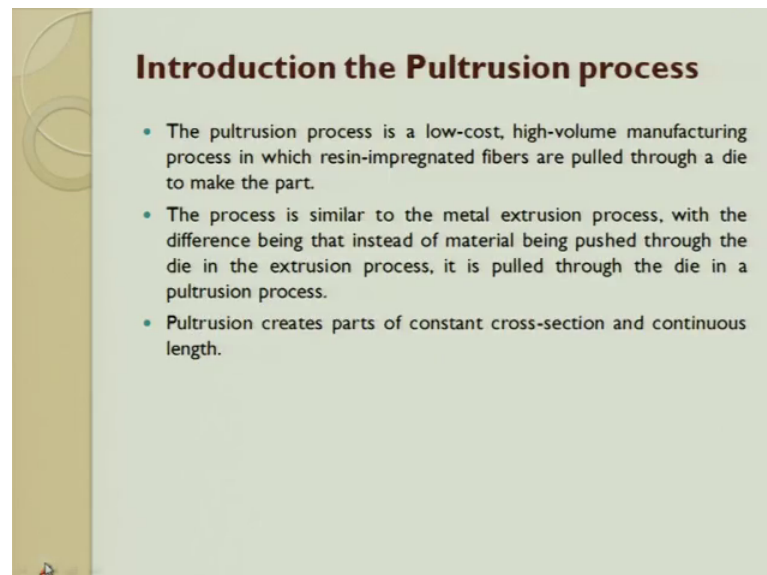 Introduction the Pultrusion process
• The pultrusion process is a low-cost, high-volume manufacturing
process in which resin-impregnated fibers are pulled through a die
to make the part.
• The process is similar to the metal extrusion process, with the
difference being that instead of material being pushed through the
die in the extrusion process, it is pulled through the die in a
pultrusion process.
• Pultrusion creates parts of constant cross-section and continuous
length.